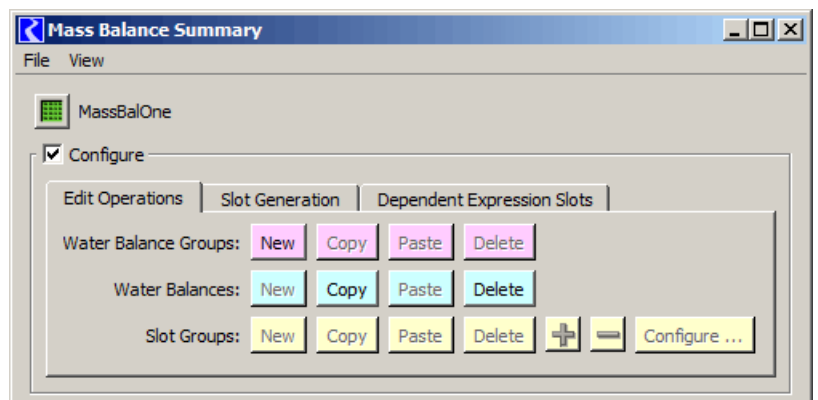 Mass Balance Summary
File View
MassBalOne
Configure
Edit Operations Slot Generation Dependent Expression Slots
Water Balance Groups: New Copy Paste Delete
Water Balances: New Copy Paste Delete
Slot Groups: New Copy Paste Delete Configure ...